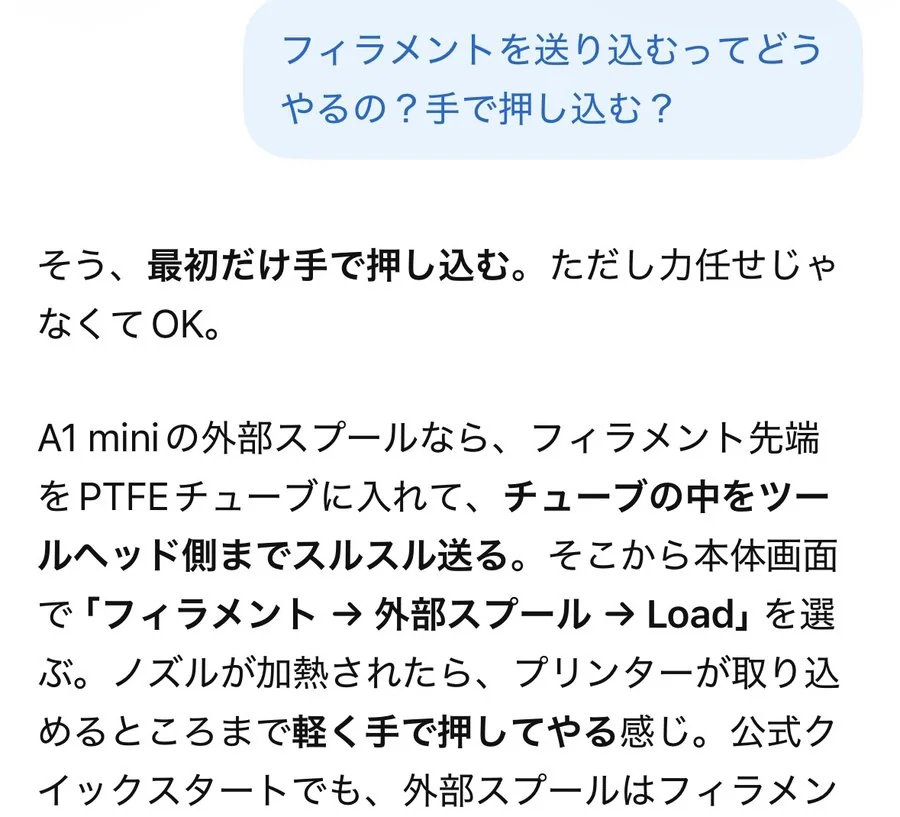 フィラメントを送り込むってどう
やるの？手で押し込む？
そう、最初だけ手で押し込む。ただし力任せじゃ
なくてOK。
A1 miniの外部スプールなら、フィラメント先端
をPTFEチューブに入れて、チューブの中をツー
ルヘッド側までスルスル送る。そこから本体画面
で「フィラメント → 外部スプール → Load」を選
ぶ。ノズルが加熱されたら、プリンターが取り込
めるところまで軽く手で押してやる感じ。公式ク
イックスタートでも、外部スプールはフィラメン